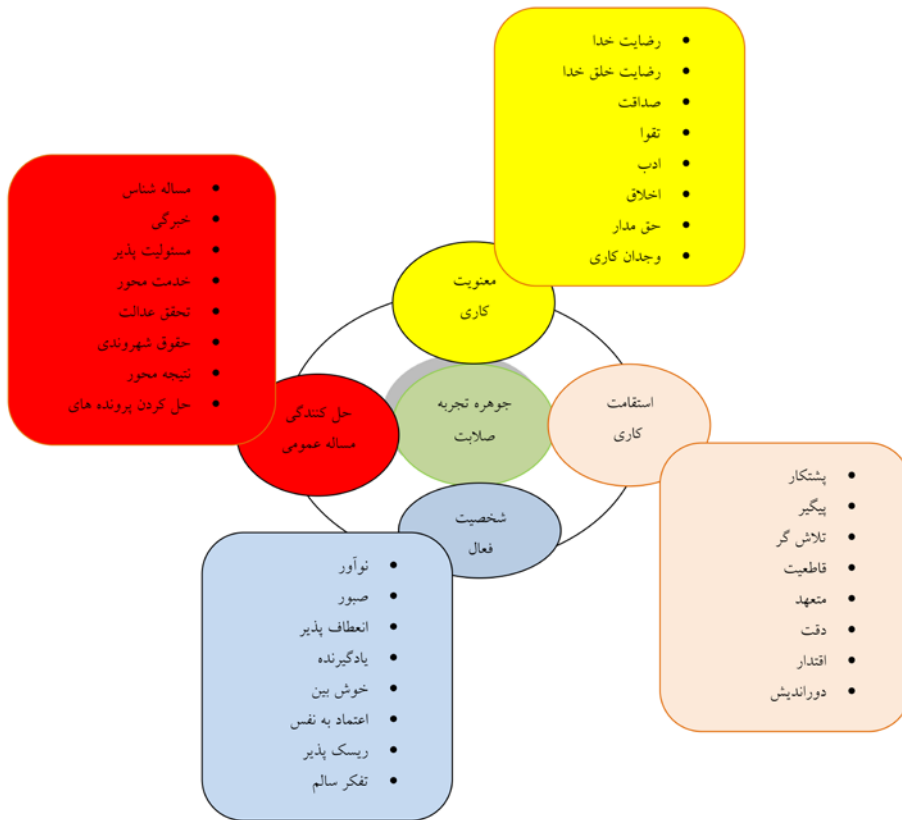 رضایت خدا
رضایت خلق خدا
صداقت
تقوا
ادب
اخلاق
حق مدار
وجدان کاری
مساله شناس
خبرگی
مسئولیت پذیر
خدمت محور
تحقق عدالت
حقوق شهروندی
نتیجه محور
حل کردن پرونده های
معنویت
کاری
استقامت
کاری
جوهره تجربه
صلابت
حل کنندگی
مساله عمومی
شخصیت
فعال
پشتکار
پیگیر
تلاش گر
قاطعیت
متعهد
دقت
اقتدار
دوراندیش
نوآور
صبور
انعطاف پذیر
یادگیرنده
خوش بین
اعتماد به نفس
ریسک پذیر
تفکر سالم